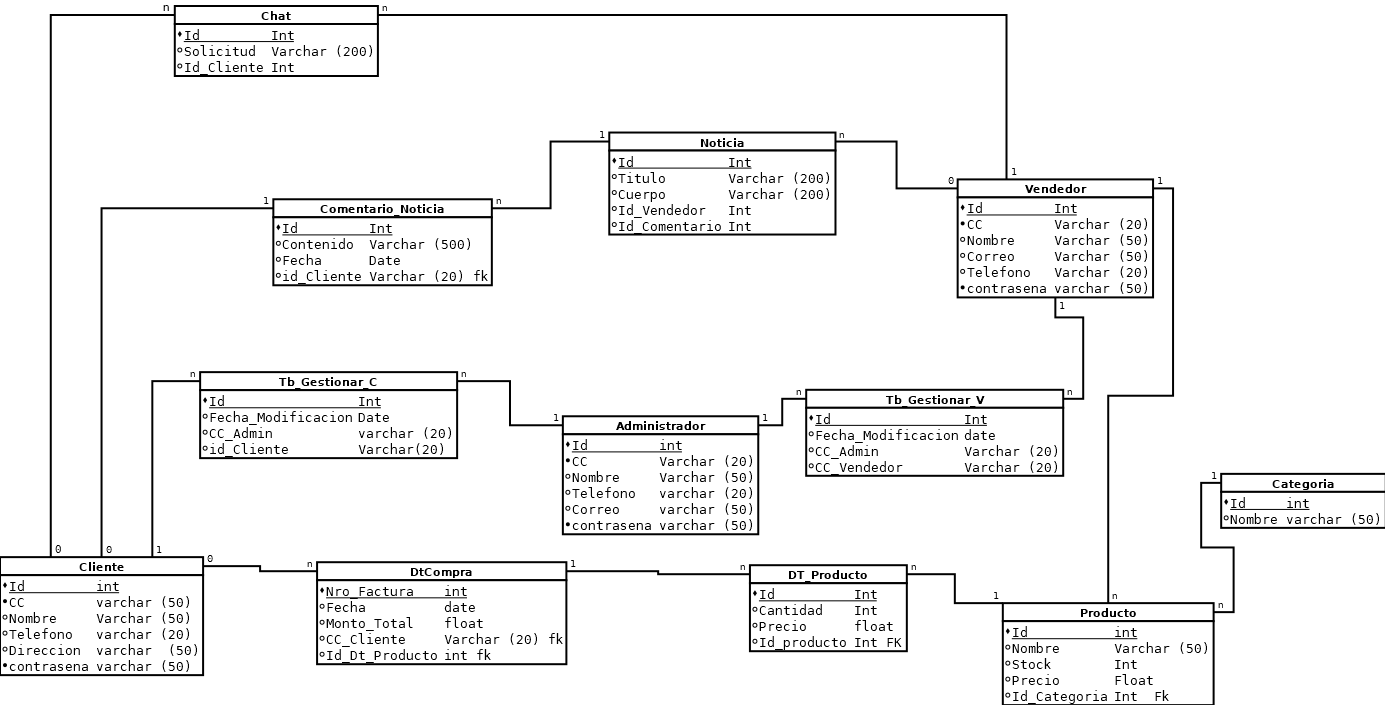 n
Chat
n
Id Int
Solicitud Varchar (200)
Id_Cliente Int
1
Noticia
n
Id Int
Titulo Varchar (200)
Cuerpo Varchar (200)
Id_Vendedor Int
Id_Comentario Int
1
Comentario_Noticia
n
Id Int
Contenido Varchar (500)
Fecha Date
id_Cliente Varchar (20) fk
0
1
Vendedor
1
Id Int
CC Varchar (20)
Nombre Varchar (50)
Correo Varchar (50)
Telefono Varchar (20)
contrasena varchar (50)
1
n
Tb_Gestionar_C
n
Id Int
Fecha_Modificacion Date
CC_Admin varchar (20)
id_Cliente Varchar(20)
1
Administrador
1
Id int
CC Varchar (20)
Nombre Varchar (50)
Telefono varchar (20)
Correo varchar (50)
contrasena varchar (50)
n
Tb_Gestionar_V
n
Id Int
Fecha_Modificacion date
CC_Admin Varchar (20)
CC_Vendedor Varchar (20)
1
Categoria
Id int
Nombre varchar (50)
0
0
1
Cliente
0
Id int
CC varchar (50)
Nombre Varchar (50)
Telefono varchar (20)
Direccion varchar (50)
contrasena varchar (50)
n
DtCompra
1
Nro_Factura int
Fecha date
Monto_Total float
CC_Cliente Varchar (20) fk
Id_Dt_Producto int fk
n
DT_Producto
n
Id Int
Cantidad Int
Precio float
Id_producto Int FK
1
n
Producto
n
Id int
Nombre Varchar (50)
Stock Int
Precio Float
Id_Categoria Int Fk